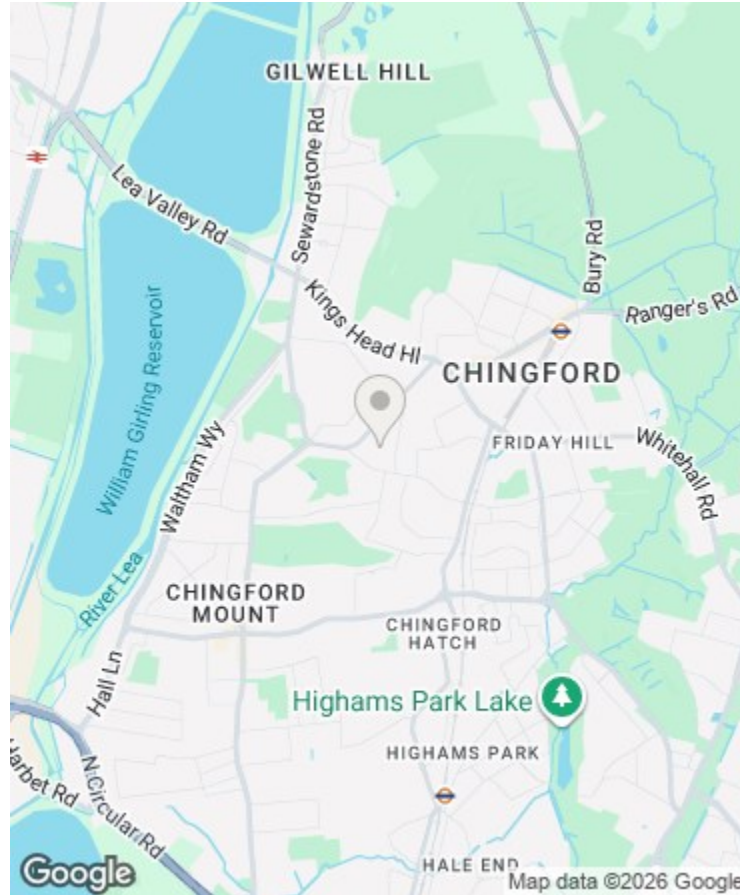 GILWELL HILL
Sewardstone Rd
Lea Valley Rd
Bury Rd
Ranger's Rd
Kings Head Hl
CHINGFORD
William Girling Reservoir
Waltham Wy
FRIDAY HILL
Whitehall Rd
River Lea
CHINGFORD
MOUNT
CHINGFORD
HATCH
Hall Ln
Highams Park Lake
HIGHAMS PARK
Harbet Rd
N Circular Rd
HALE END
Google
Map data ©2026 Google